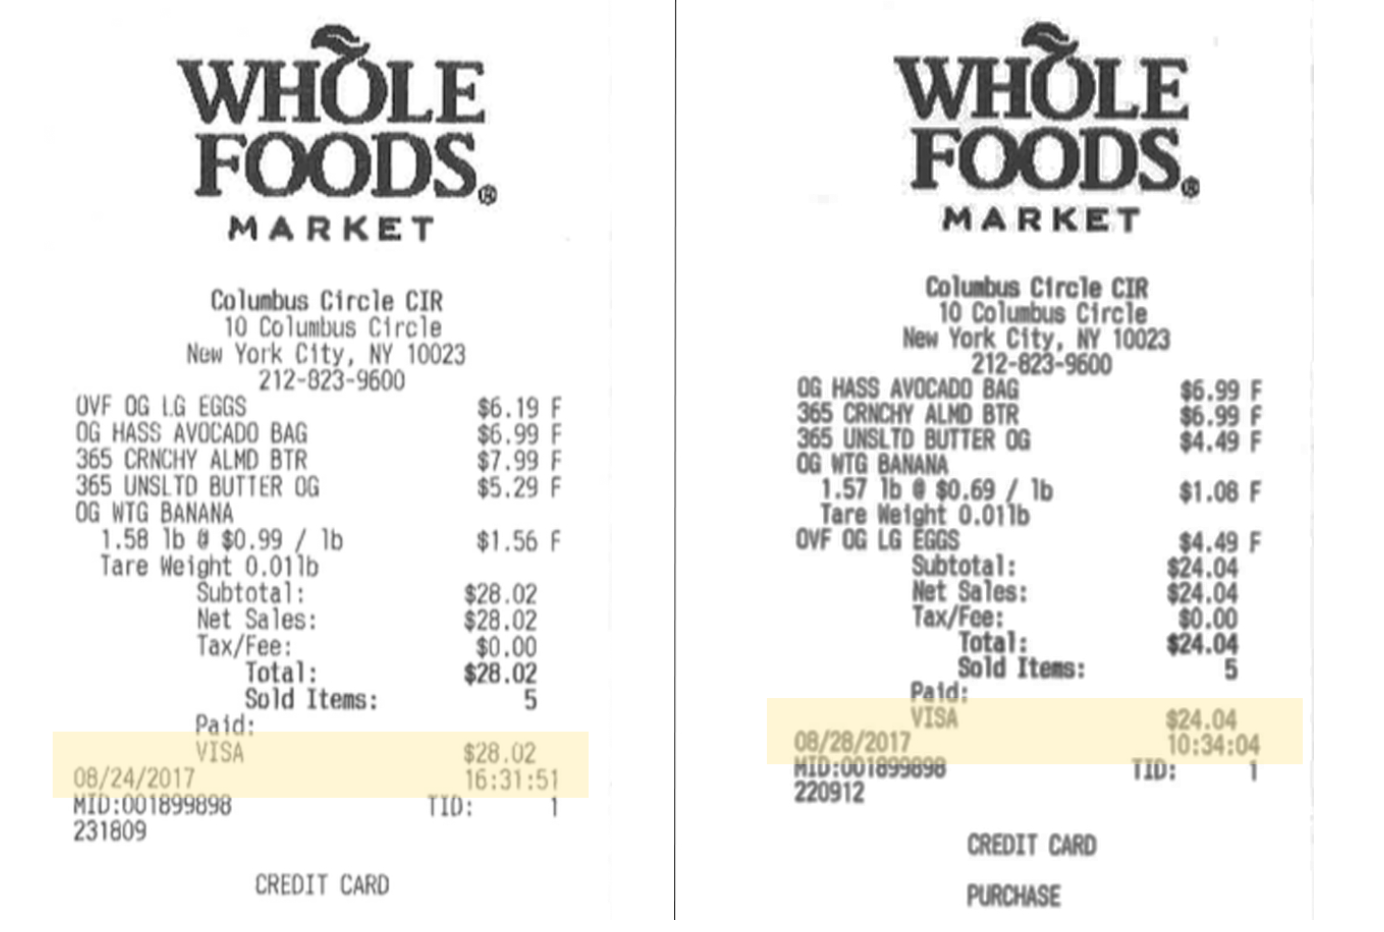 WHOLE
FOODS®
MARKET
Columbus Circle CIR
10 Columbus Circle
New York City, NY 10023
212-823-9600
OVF OG LG EGGS $6.19 F
OG HASS AVOCADO BAG $6.99 F
365 CRNCHY ALMD BTR $7.99 F
365 UNSLTD BUTTER OG $5.29 F
OG WTG BANANA
1.58 lb @ $0.99 / lb $1.56 F
Tare Weight 0.01lb
Subtotal: $28.02
Net Sales: $28.02
Tax/Fee: $0.00
Total: $28.02
Sold Items: 5
Paid:
VISA $28.02
08/24/2017 16:31:51
MID:001899898 TID: 1
231809
CREDIT CARD
WHOLE
FOODS®
MARKET
Columbus Circle CIR
10 Columbus Circle
New York City, NY 10023
212-823-9600
OG HASS AVOCADO BAG $6.99 F
365 CRNCHY ALMD BTR $6.99 F
365 UNSLTD BUTTER OG $4.49 F
OG WTG BANANA
1.57 lb @ $0.69 / lb $1.08 F
Tare Weight 0.01lb
OVF OG LG EGGS $4.49 F
Subtotal: $24.04
Net Sales: $24.04
Tax/Fee: $0.00
Total: $24.04
Sold Items: 5
Paid:
VISA $24.04
08/28/2017 10:34:04
MID:001899898 TID: 1
220912
CREDIT CARD
PURCHASE